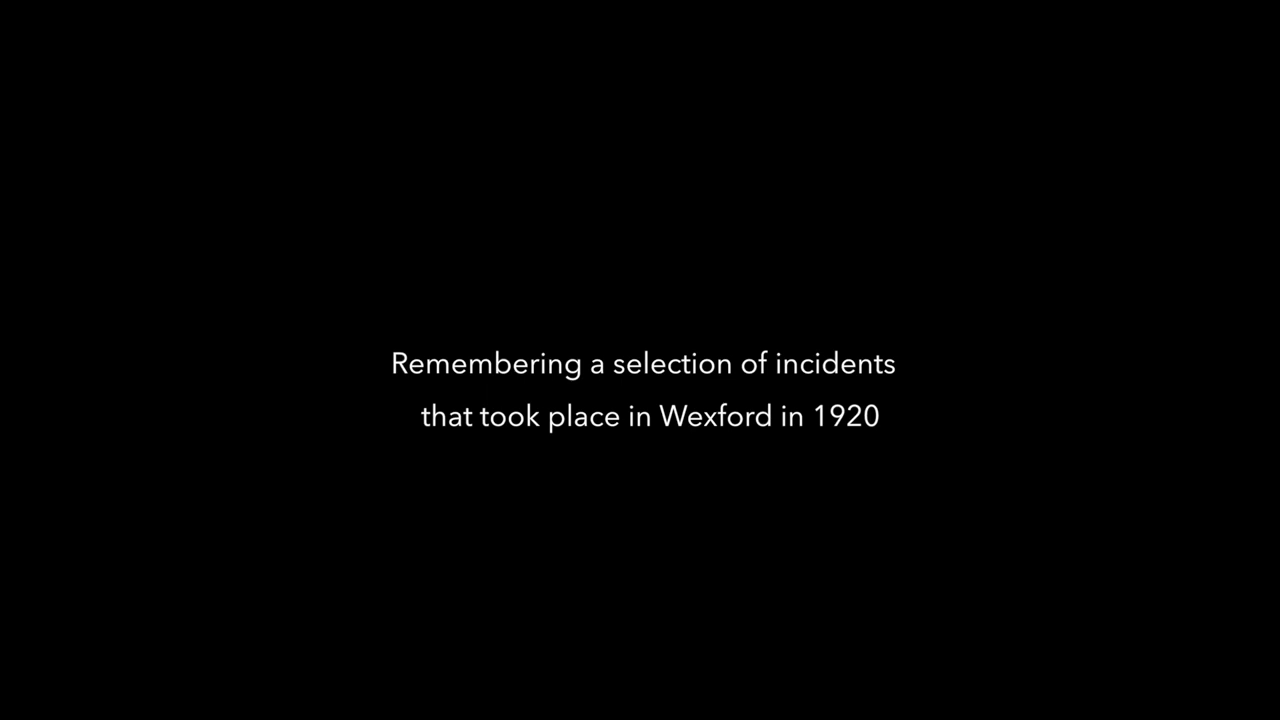 Remembering a selection of incidents
that took place in Wexford in 1920